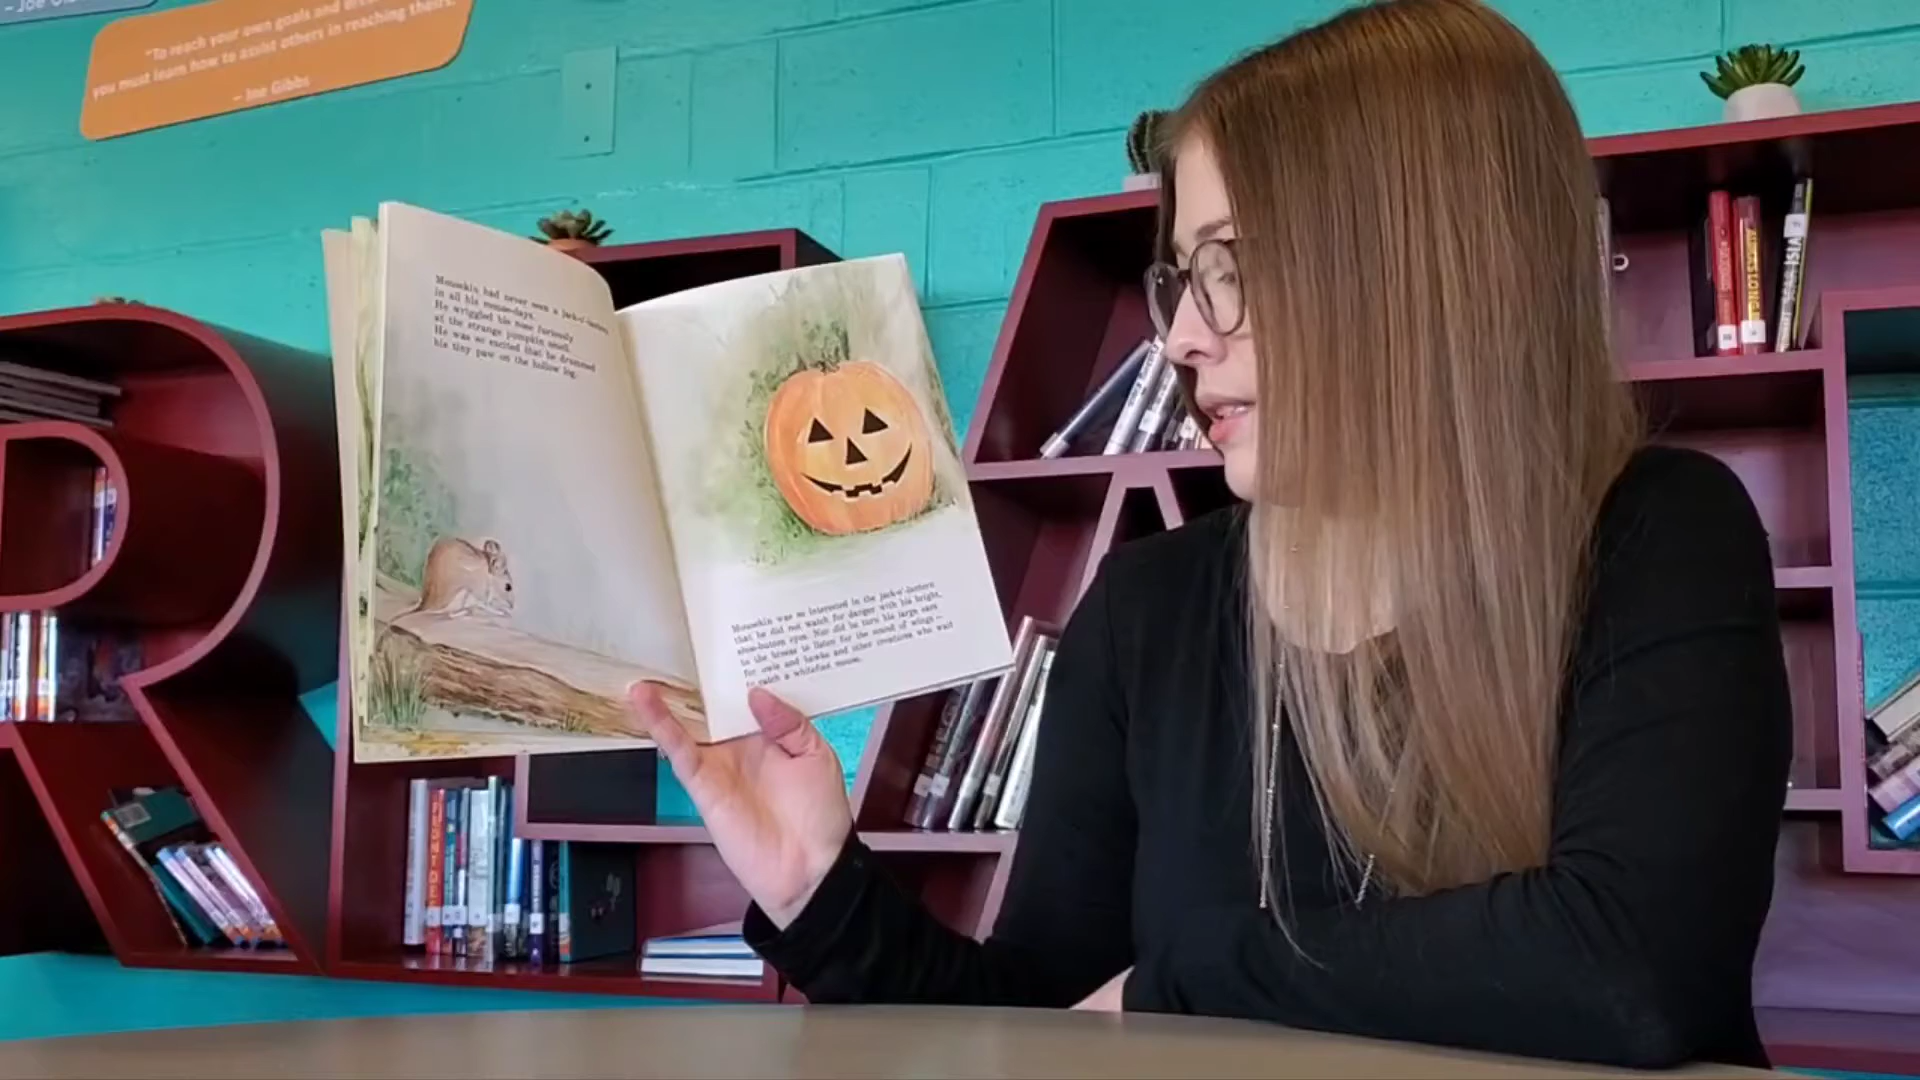 - Joe
"To reach your own goals and
you must learn how to assist others in reaching theirs.
– Joe Gibbs
Mousekin had never seen a jack-o'-lantern
in all his mouse-days.
He wriggled his nose furiously
at the strange pumpkin smell.
He was so excited that he drummed
his tiny paw on the hollow log.
Mousekin was so interested in the jack-o'-lantern
that he did not watch for danger with his bright,
shoe-button eyes. Nor did he turn his large ears
to the breeze to listen for the sound of wings—
for owls and hawks and other creatures who wait
to catch a whitefoot mouse.